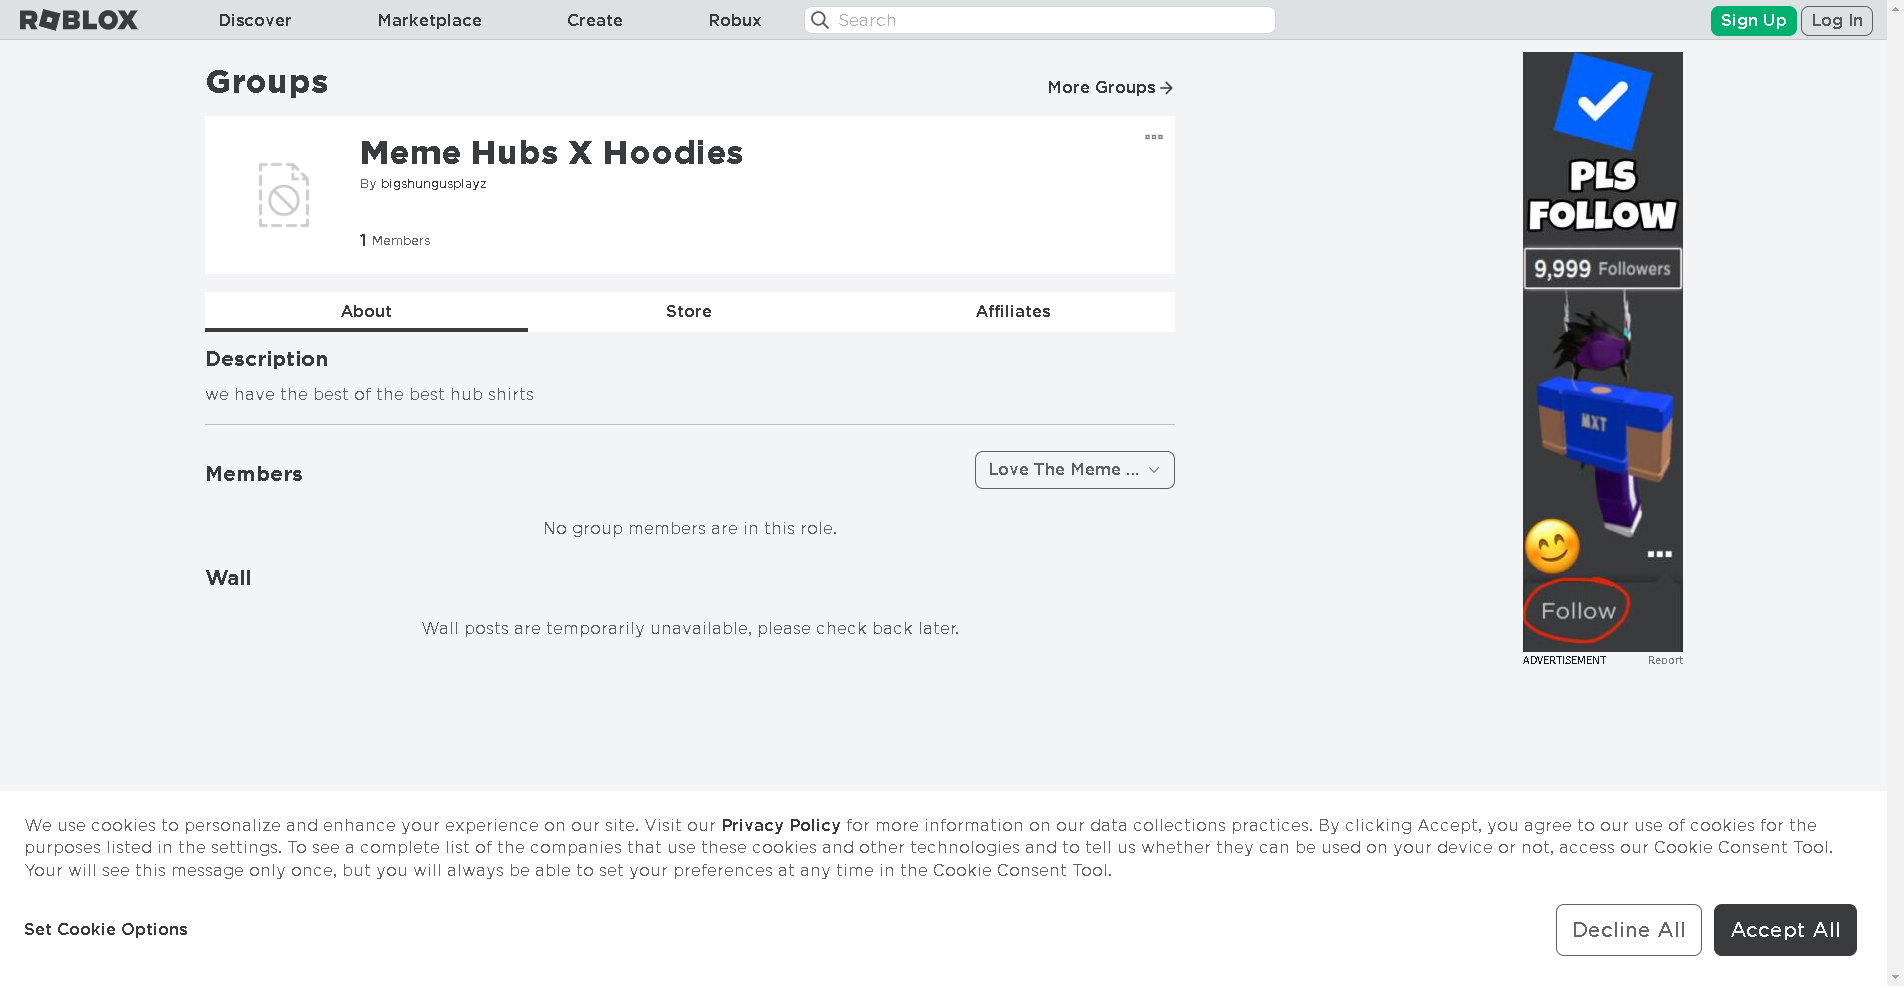 ROBLOX Discover Marketplace Create Robux Search Sign Up Log In
Groups
More Groups
Meme Hubs X Hoodies
By bigshungusplayz
1 Members
About Store Affiliates
Description
we have the best of the best hub shirts
Members
Love The Meme ...
No group members are in this role.
Wall
Wall posts are temporarily unavailable, please check back later.
PLS
FOLLOW
9,999 Followers
MXT
Follow
ADVERTISEMENT Report
We use cookies to personalize and enhance your experience on our site. Visit our Privacy Policy for more information on our data collections practices. By clicking Accept, you agree to our use of cookies for the
purposes listed in the settings. To see a complete list of the companies that use these cookies and other technologies and to tell us whether they can be used on your device or not, access our Cookie Consent Tool.
Your will see this message only once, but you will always be able to set your preferences at any time in the Cookie Consent Tool.
Set Cookie Options
Decline All Accept All